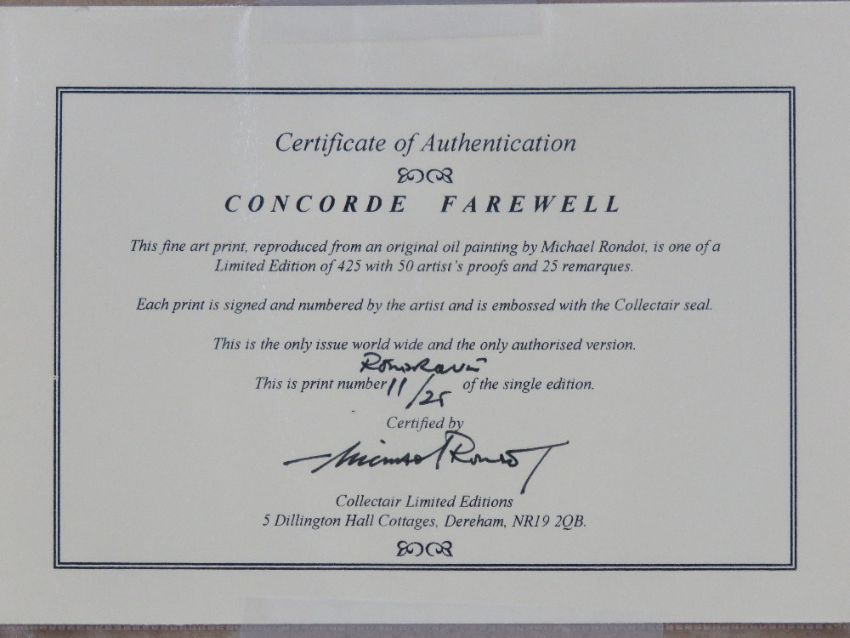 Certificate of Authentication
CONCORDE FAREWELL
This fine art print, reproduced from an original oil painting by Michael Rondot, is one of a
Limited Edition of 425 with 50 artist's proofs and 25 remarques.
Each print is signed and numbered by the artist and is embossed with the Collectair seal.
This is the only issue world wide and the only authorised version.
This is print number 11/25 of the single edition.
Certified by
Michael Rondot
Collectair Limited Editions
5 Dillington Hall Cottages, Dereham, NR19 2QB.